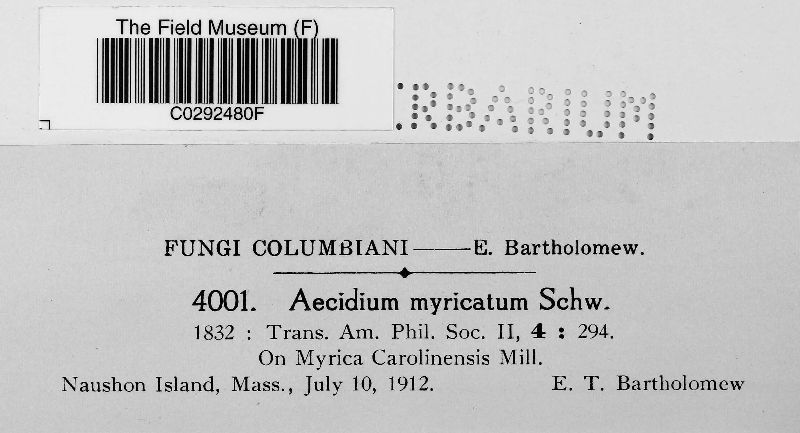 The Field Museum (F)
C0292480F
RBARIUM
FUNGI COLUMBIANI——E. Bartholomew.
4001. Aecidium myricatum Schw.
1832 : Trans. Am. Phil. Soc. II, 4 : 294.
On Myrica Carolinensis Mill.
Naushon Island, Mass., July 10, 1912. E. T. Bartholomew